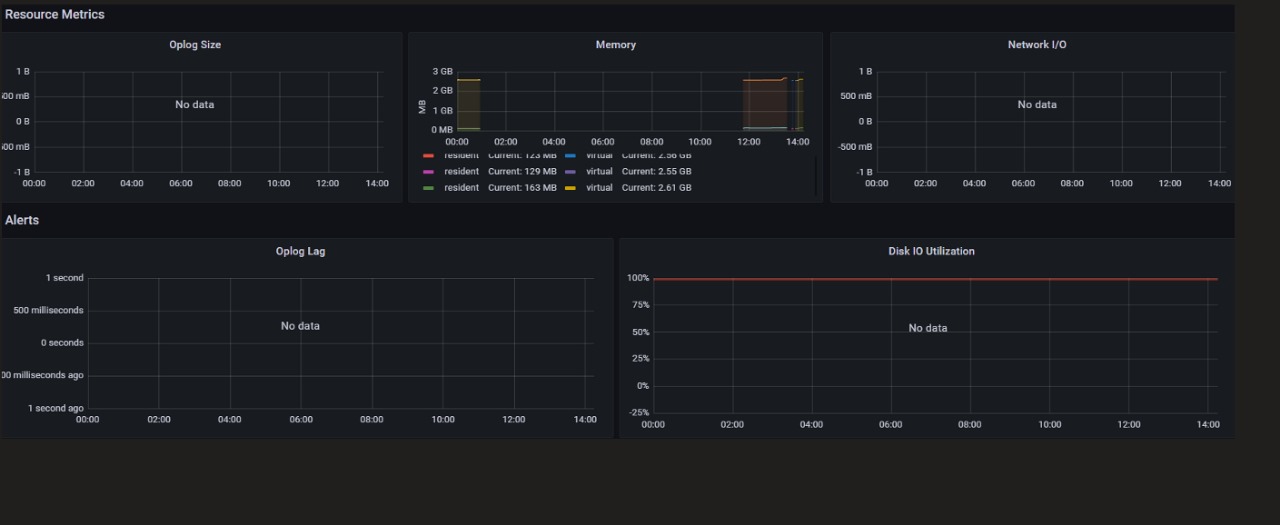 Resource Metrics
Oplog Size
1 B
500 mB
0 B
500 mB
-1 B
No data
00:00 02:00 04:00 06:00 08:00 10:00 12:00 14:00
Memory
MB
3 GB
2 GB
1 GB
0 MB
00:00 02:00 04:00 06:00 08:00 10:00 12:00 14:00
resident Current: 123 MB virtual Current: 2.56 GB
resident Current: 129 MB virtual Current: 2.55 GB
resident Current: 163 MB virtual Current: 2.61 GB
Network I/O
1 B
500 mB
0 B
-500 mB
-1 B
No data
00:00 02:00 04:00 06:00 08:00 10:00 12:00 14:00
Alerts
Oplog Lag
1 second
500 milliseconds
0 seconds
00 milliseconds ago
1 second ago
No data
00:00 02:00 04:00 06:00 08:00 10:00 12:00 14:00
Disk IO Utilization
100%
75%
50%
25%
0%
-25%
No data
00:00 02:00 04:00 06:00 08:00 10:00 12:00 14:00